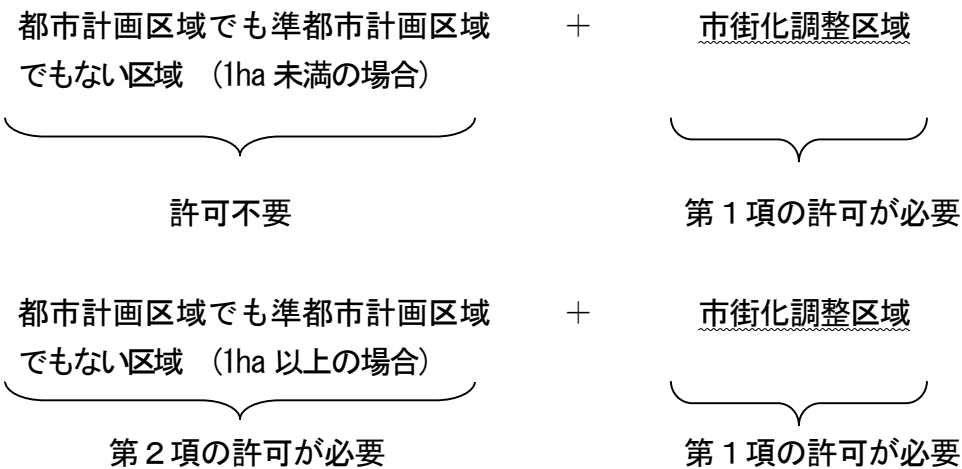 都市計画区域でも準都市計画区域 ＋ 市街化調整区域
でもない区域 （1ha 未満の場合）
許可不要 第１項の許可が必要
都市計画区域でも準都市計画区域 ＋ 市街化調整区域
でもない区域 （1ha 以上の場合）
第２項の許可が必要 第１項の許可が必要